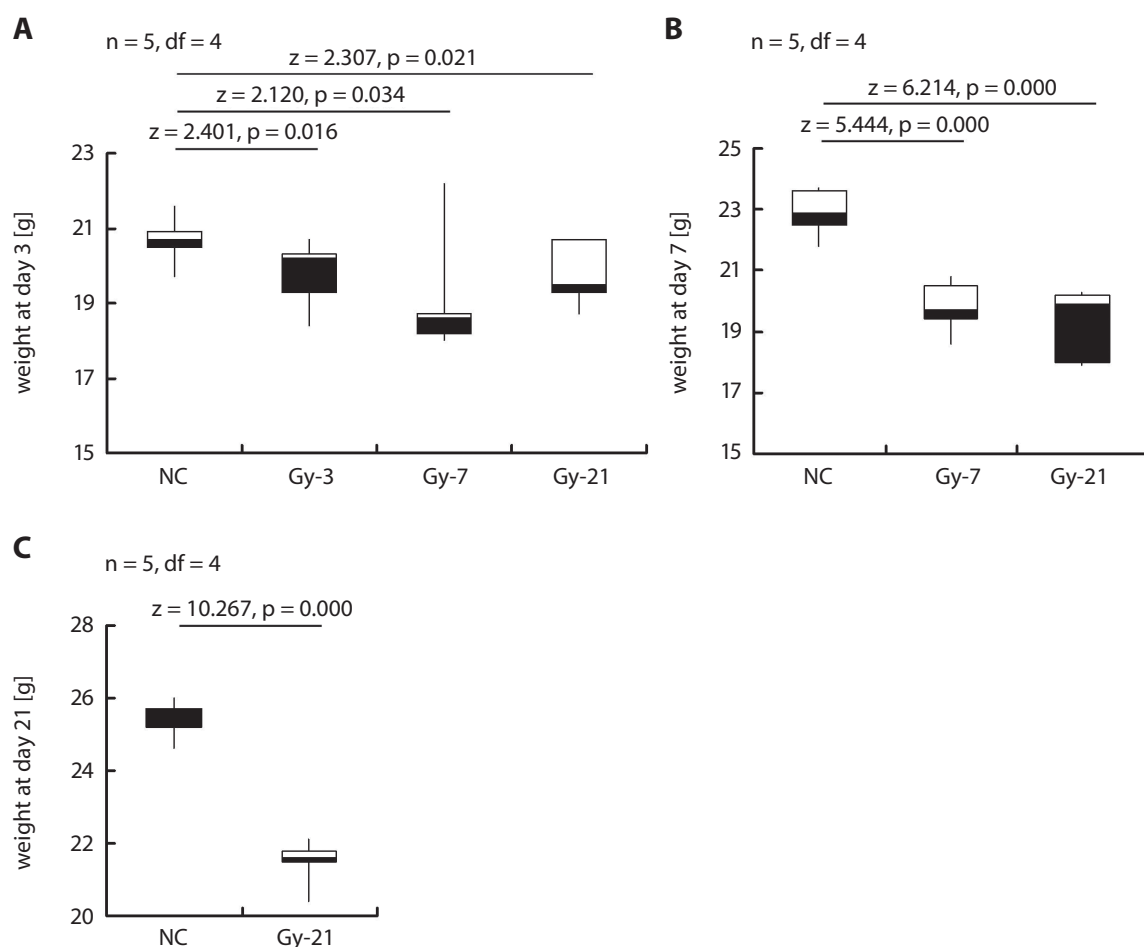 A
n = 5, df = 4
z = 2.307, p = 0.021
z = 2.120, p = 0.034
z = 2.401, p = 0.016
weight at day 3 [g]
23
21
19
17
15
NC Gy-3 Gy-7 Gy-21
B
n = 5, df = 4
z = 6.214, p = 0.000
z = 5.444, p = 0.000
weight at day 7 [g]
25
23
21
19
17
15
NC Gy-7 Gy-21
C
n = 5, df = 4
z = 10.267, p = 0.000
weight at day 21 [g]
28
26
24
22
20
NC Gy-21